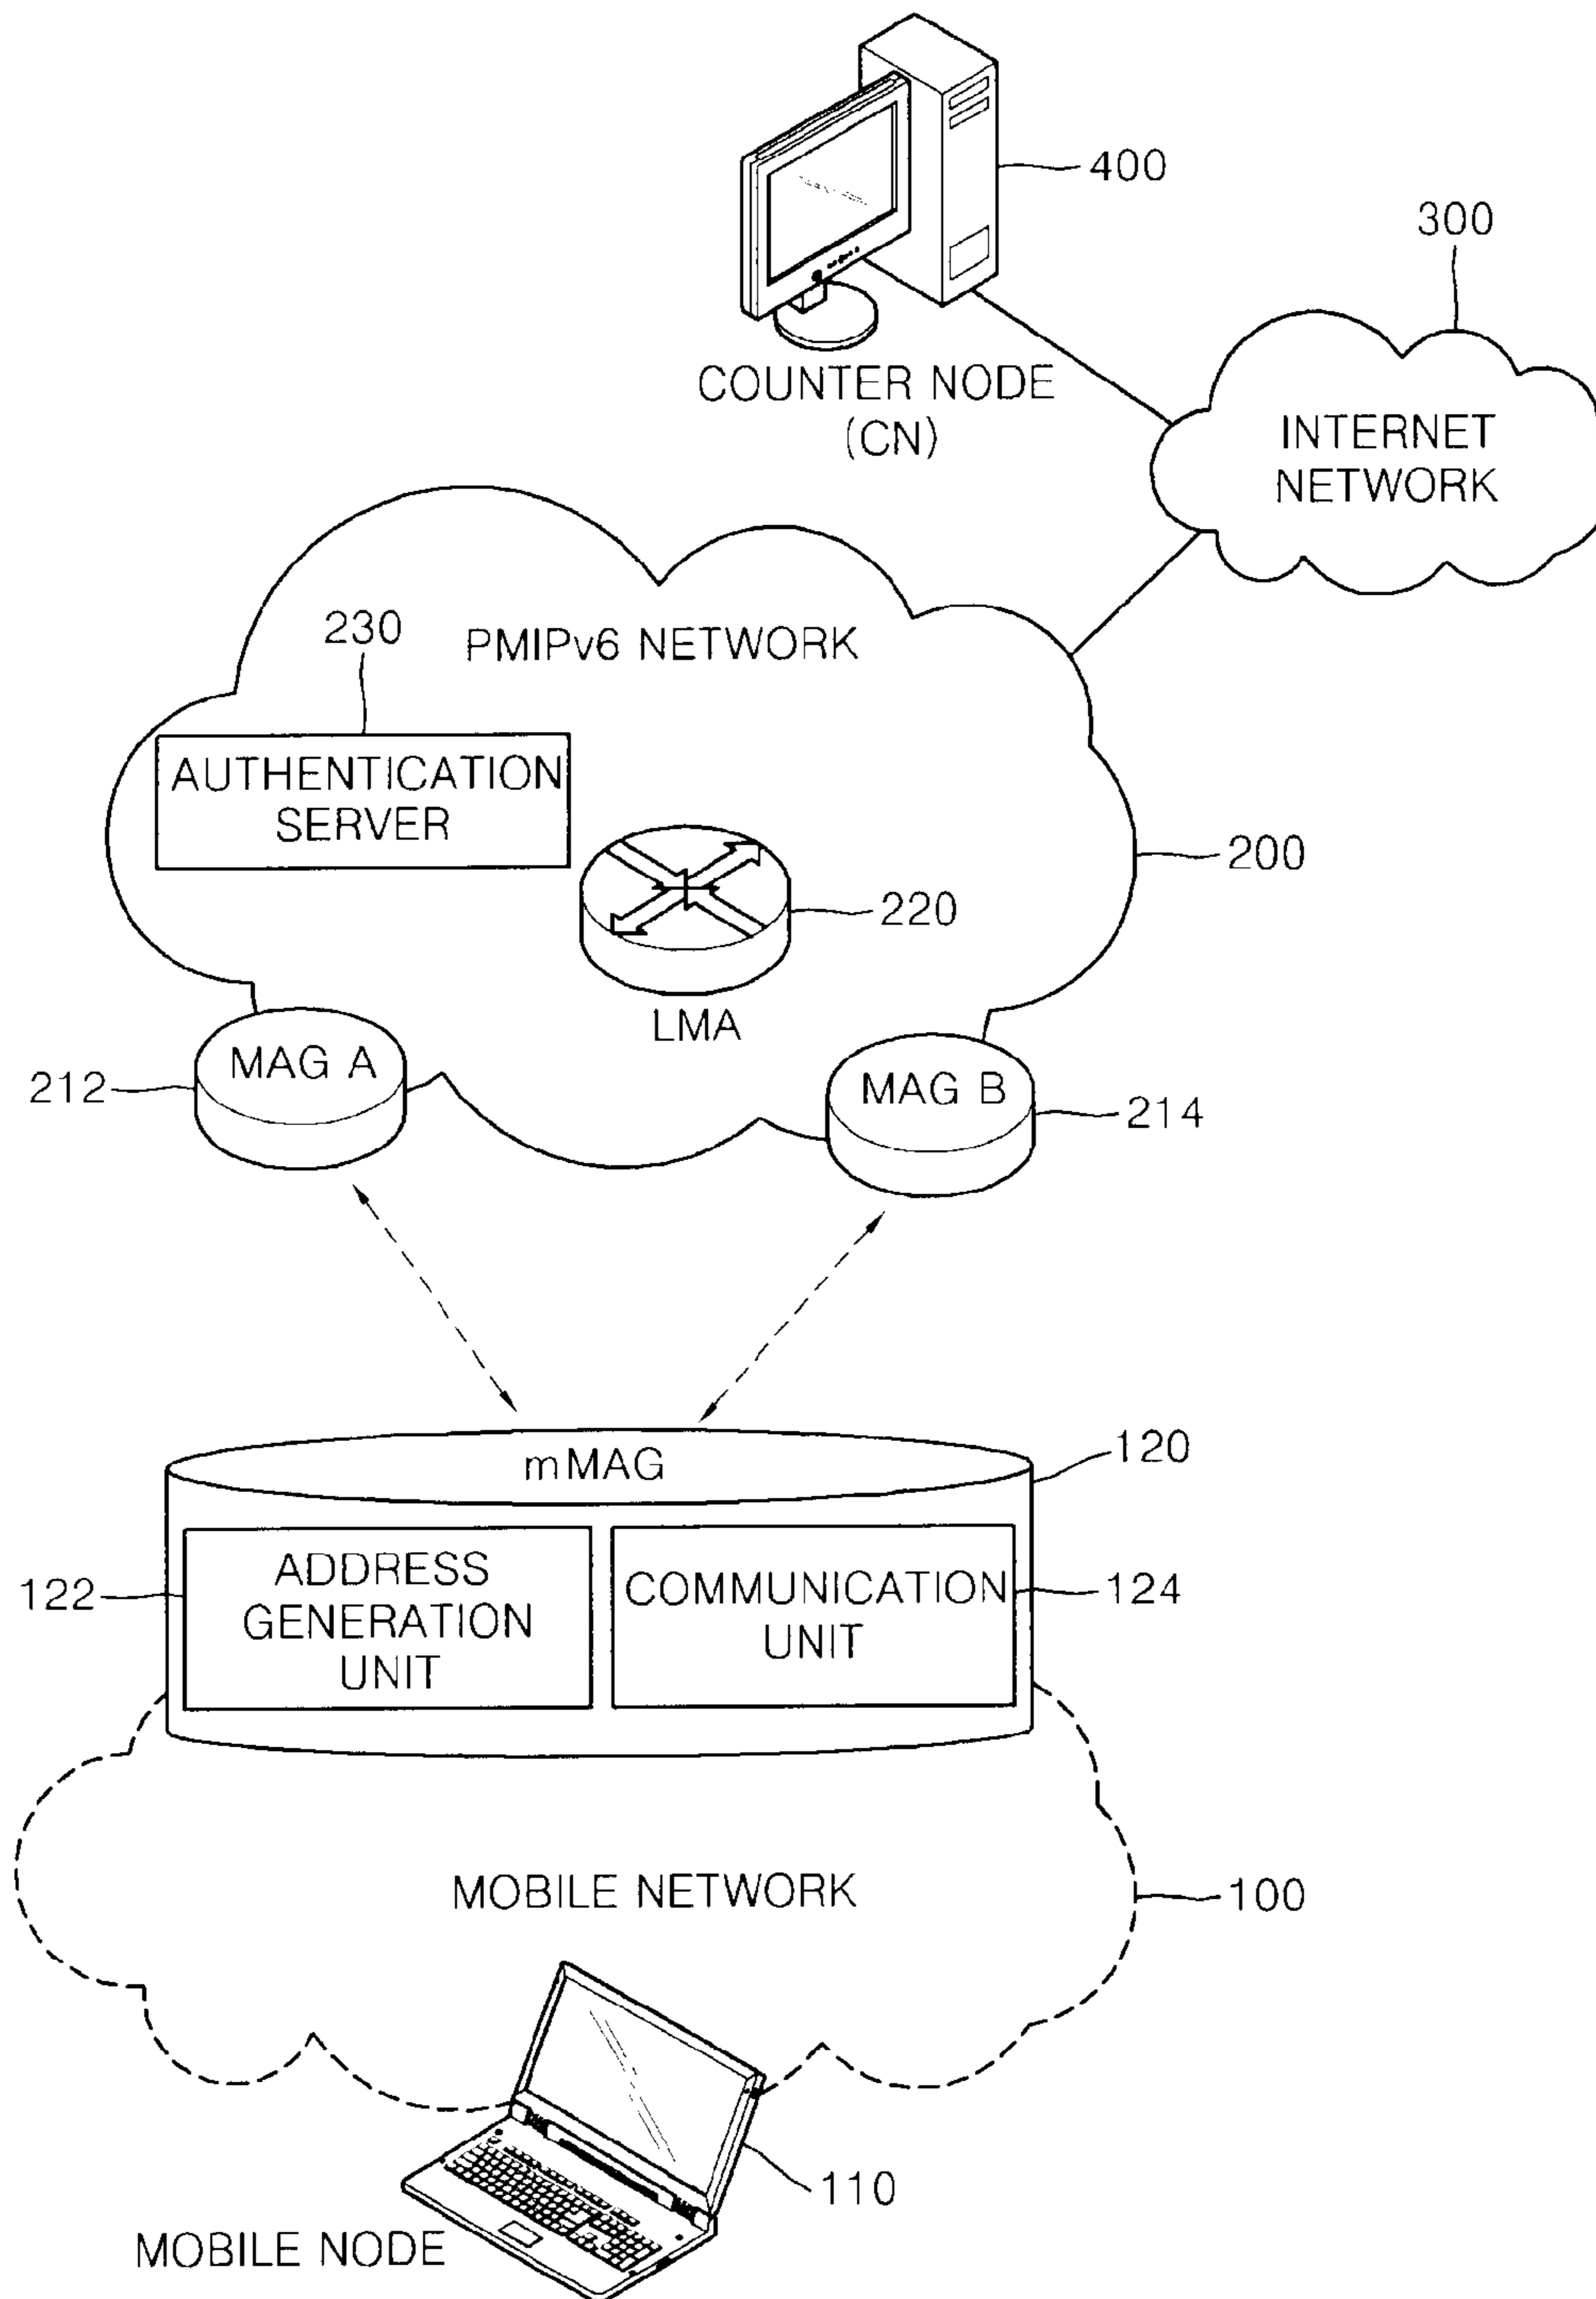 400
300
COUNTER NODE
(CN)
INTERNET
NETWORK
230
PMIPv6 NETWORK
AUTHENTICATION
SERVER
200
220
LMA
MAG A
212
MAG B
214
mMAG
120
ADDRESS
GENERATION
UNIT
122
COMMUNICATION
UNIT
124
MOBILE NETWORK
100
110
MOBILE NODE